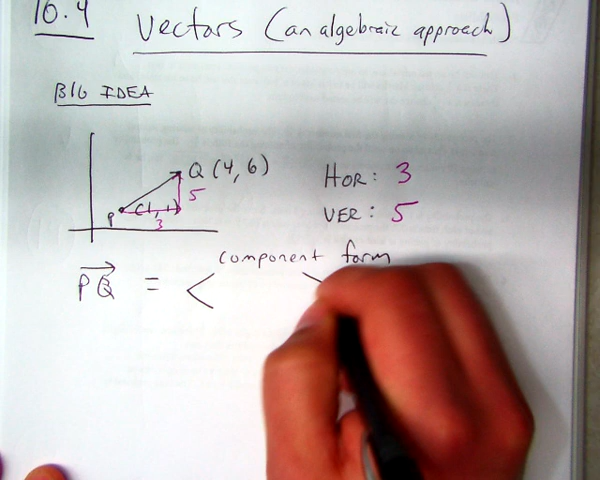 16.4 Vectors (an algebraic approach)
BIG IDEA
Q (4, 6)
P (1, 1)
5
3
HOR: 3
VER: 5
component form
PQ = <